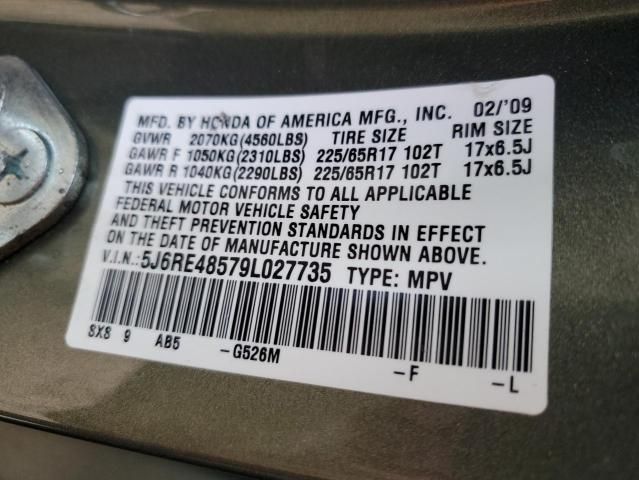 MFD. BY HONDA OF AMERICA MFG., INC. 02/'09
GVWR 2070KG(4560LBS) TIRE SIZE RIM SIZE
GAWR F 1050KG(2310LBS) 225/65R17 102T 17x6.5J
GAWR R 1040KG(2290LBS) 225/65R17 102T 17x6.5J
THIS VEHICLE CONFORMS TO ALL APPLICABLE
FEDERAL MOTOR VEHICLE SAFETY
AND THEFT PREVENTION STANDARDS IN EFFECT
ON THE DATE OF MANUFACTURE SHOWN ABOVE.
V.I.N.:5J6RE48579L027735 TYPE: MPV
SX8 9 AB5 -G526M -F -L